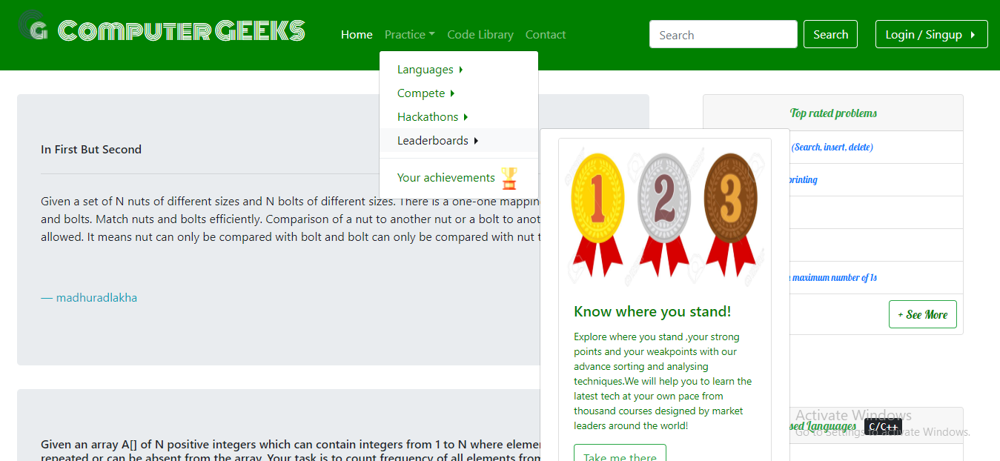 COMPUTER GEEKS
Home Practice Code Library Contact
Search Search Login / Singup
Languages
Compete
Hackathons
Leaderboards
Your achievements
In First But Second
Given a set of N nuts of different sizes and N bolts of different sizes. There is a one-one
and bolts. Match nuts and bolts efficiently. Comparison of a nut to another nut or a bolt to
allowed. It means nut can only be compared with bolt and bolt can only be compared with nut
— madhuradlakha
Given an array A[] of N positive integers which can contain integers from 1 to N where
repeated or can be absent from the array. Your task is to count frequency of all elements from
1 2 3
Know where you stand!
Explore where you stand ,your strong
points and your weakpoints with our
advance sorting and analysing
techniques.We will help you to learn the
latest tech at your own pace from
thousand courses designed by market
leaders around the world!
Take me there
Top rated problems
(Search, insert, delete)
printing
maximum number of 1s
+ See More
Languages C/C++
Activate Windows
Go to Settings to activate Windows.